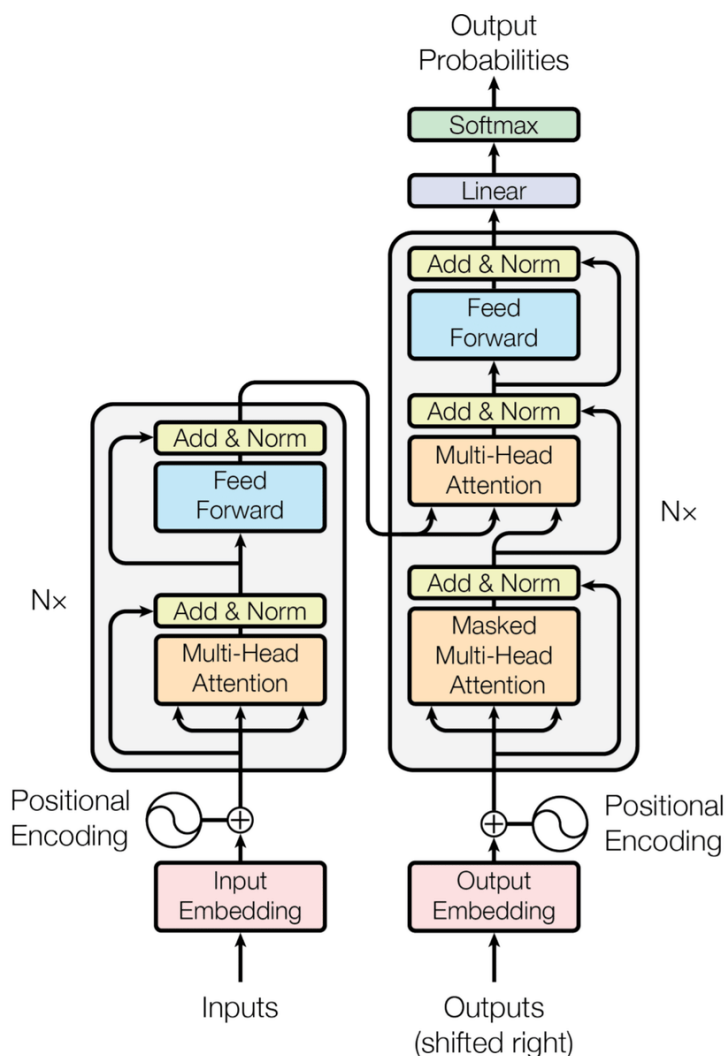 Output
Probabilities
Softmax
Linear
Add & Norm
Feed
Forward
Add & Norm
Multi-Head
Attention
Add & Norm
Masked
Multi-Head
Attention
N×
Add & Norm
Feed
Forward
Add & Norm
Multi-Head
Attention
N×
Positional
Encoding
Positional
Encoding
Input
Embedding
Output
Embedding
Inputs
Outputs
(shifted right)